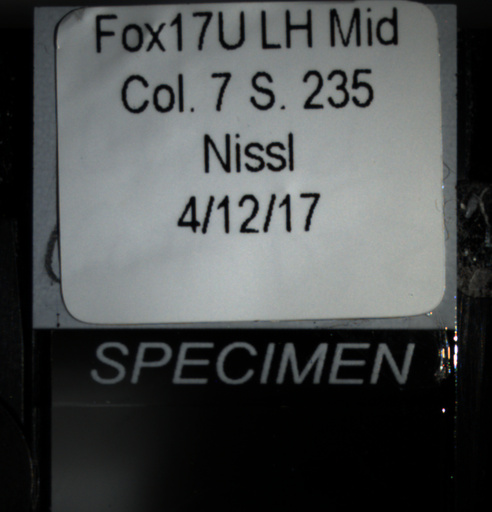 Fox17U LH Mid
Col. 7 S. 235
Nissl
4/12/17
SPECIMEN